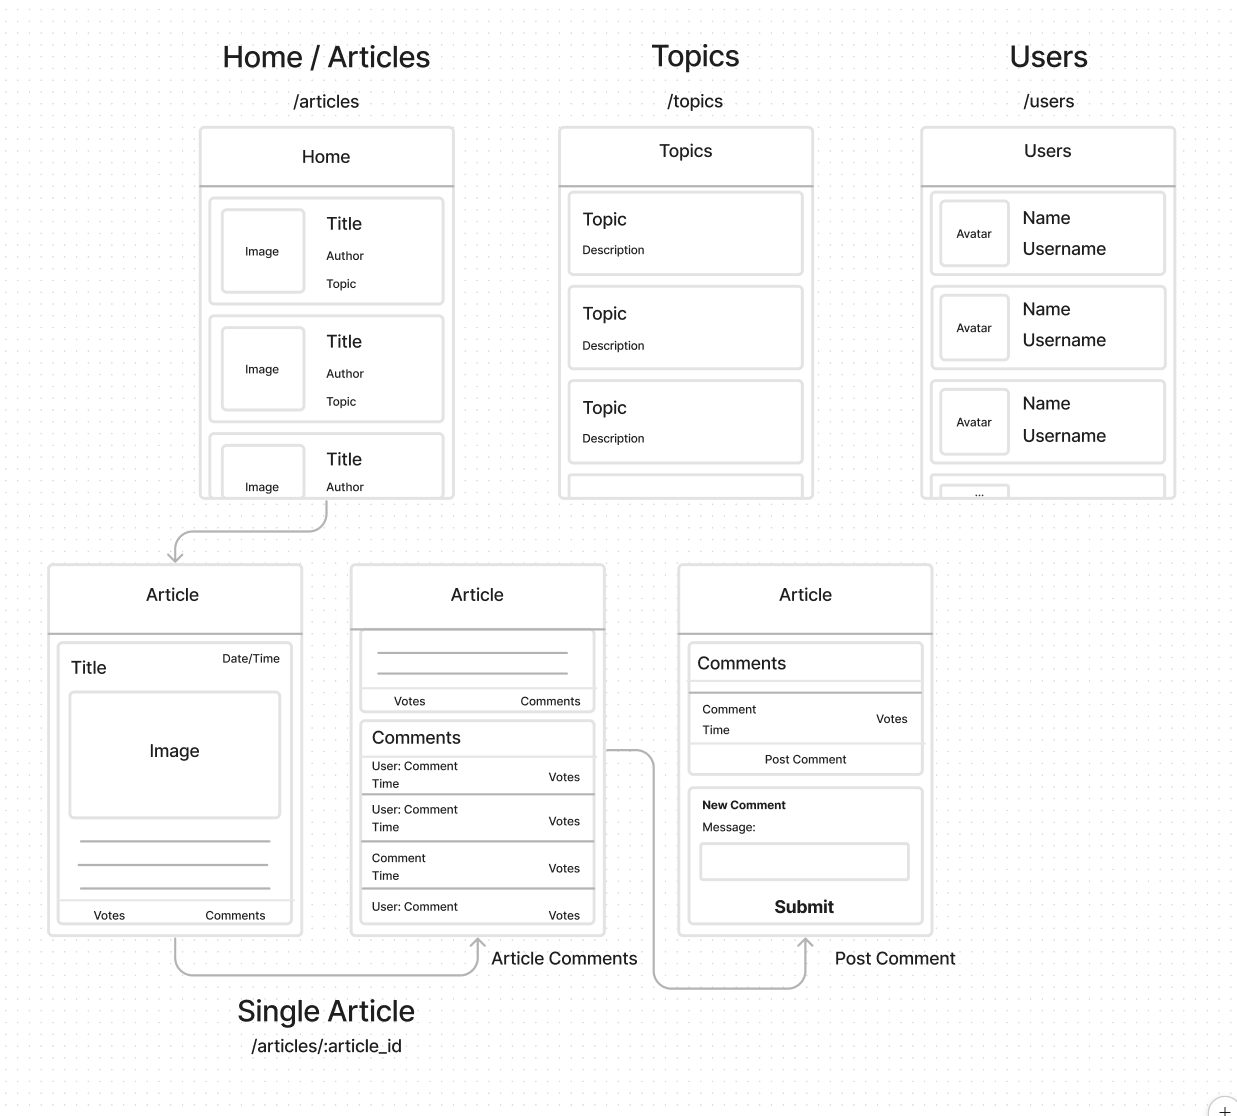 Home / Articles
/articles
Home
Image
Title
Author
Topic
Image
Title
Author
Topic
Image
Title
Author
Topics
/topics
Topics
Topic
Description
Topic
Description
Topic
Description
Users
/users
Users
Avatar
Name
Username
Avatar
Name
Username
Avatar
Name
Username
...
Article
Title
Date/Time
Image
Votes
Comments
Article
Votes
Comments
Comments
User: Comment
Time
Votes
User: Comment
Time
Votes
Comment
Time
Votes
User: Comment
Votes
Article Comments
Article
Comments
Comment
Time
Votes
Post Comment
New Comment
Message:
Submit
Post Comment
Single Article
/articles/:article_id
+